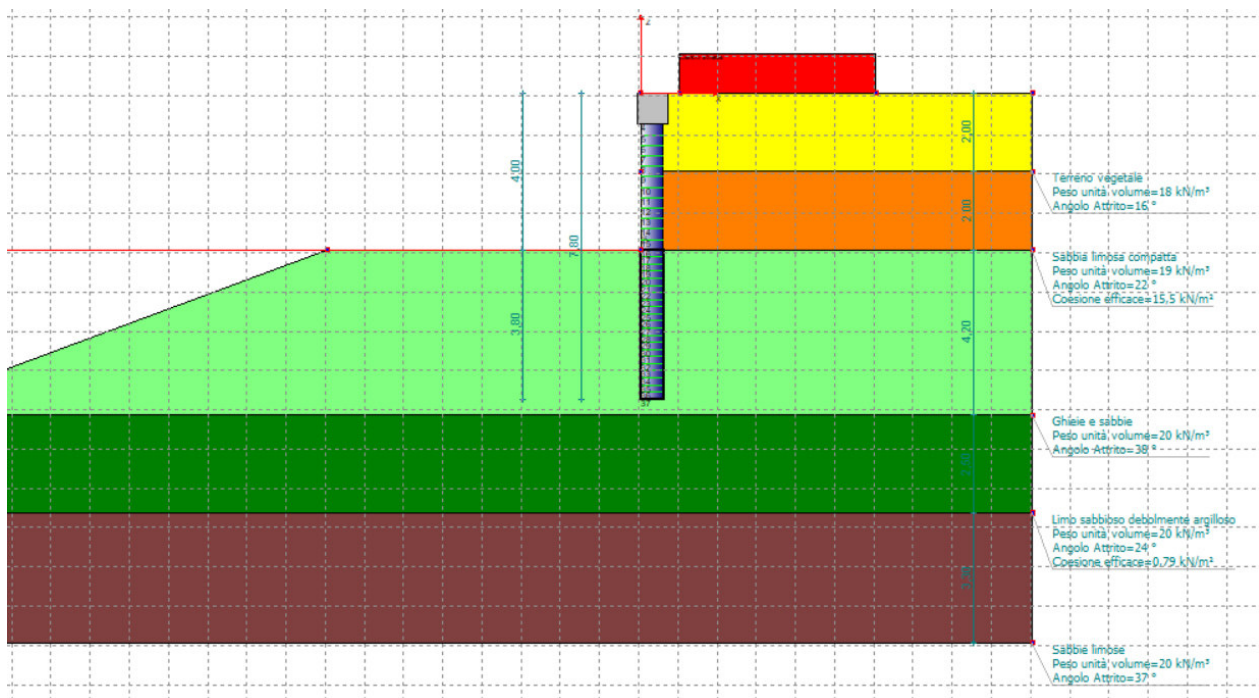 z
x
2,00
4,00
Terreno vegetale
Peso unità volume=18 kN/m³
Angolo Attrito=16 °
2,00
7,80
Sabbia limosa compatta
Peso unità volume=19 kN/m³
Angolo Attrito=22 °
Coesione efficace=15,5 kN/m²
3,80
4,20
37
Ghiaie e sabbie
Peso unità volume=20 kN/m³
Angolo Attrito=38 °
2,50
Limo sabbioso debolmente argilloso
Peso unità volume=20 kN/m³
Angolo Attrito=24 °
Coesione efficace=0,79 kN/m²
Sabbie limose
Peso unità volume=20 kN/m³
Angolo Attrito=37 °